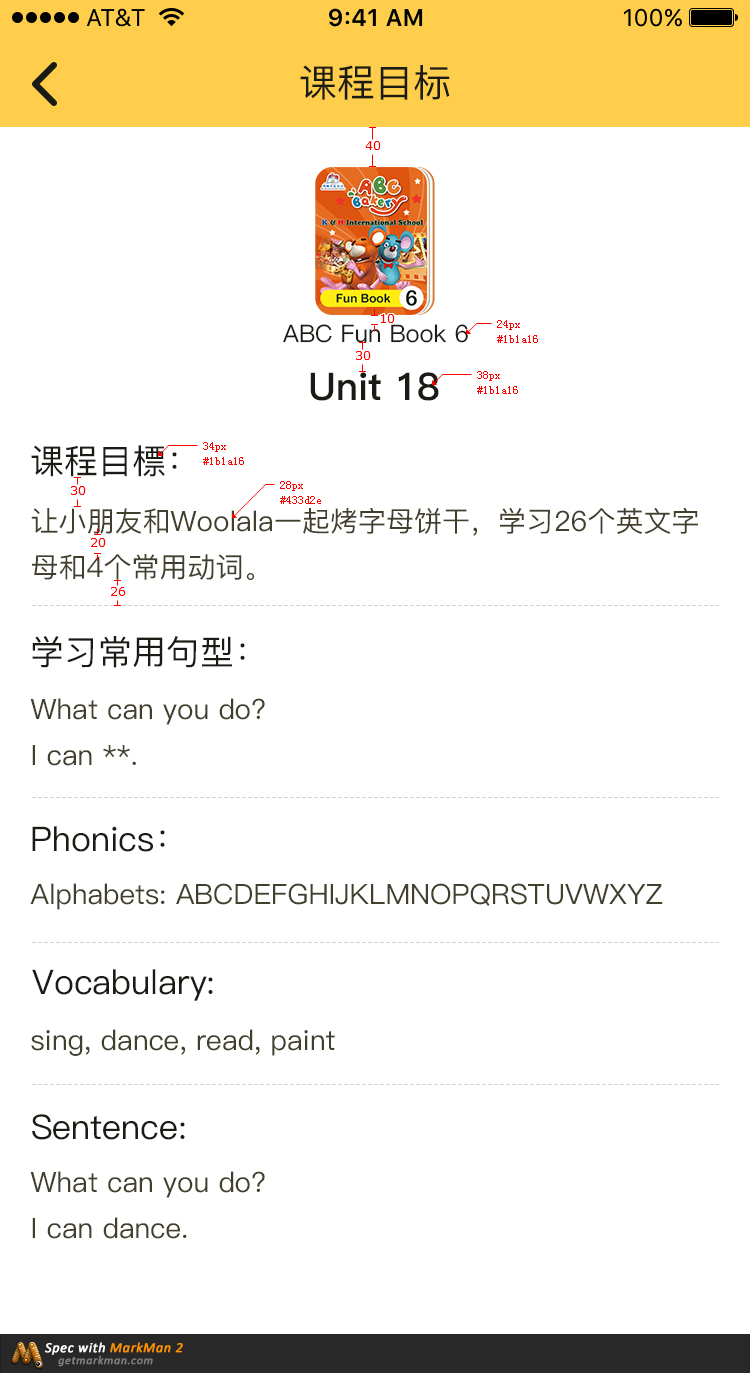 AT&T 9:41 AM 100%
课程目标
40
ABC Bakery
K & H International School
Fun Book 6
10
ABC Fun Book 6
24px
#1b1a16
30
Unit 18
38px
#1b1a16
课程目標：
34px
#1b1a16
30
28px
#433d2e
让小朋友和Woolala一起烤字母饼干，学习26个英文字
20
母和4个常用动词。
26
学习常用句型：
What can you do?
I can **.
Phonics：
Alphabets: ABCDEFGHIJKLMNOPQRSTUVWXYZ
Vocabulary:
sing, dance, read, paint
Sentence:
What can you do?
I can dance.
Spec with MarkMan 2
getmarkman.com